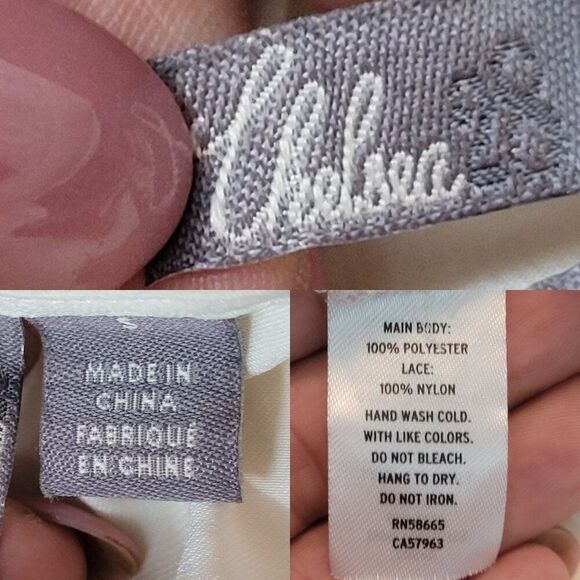 Chelsea
28
MADE IN
CHINA
FABRIQUÉ
EN CHINE
MAIN BODY:
100% POLYESTER
LACE:
100% NYLON
HAND WASH COLD.
WITH LIKE COLORS.
DO NOT BLEACH.
HANG TO DRY.
DO NOT IRON.
RN58665
CA57963